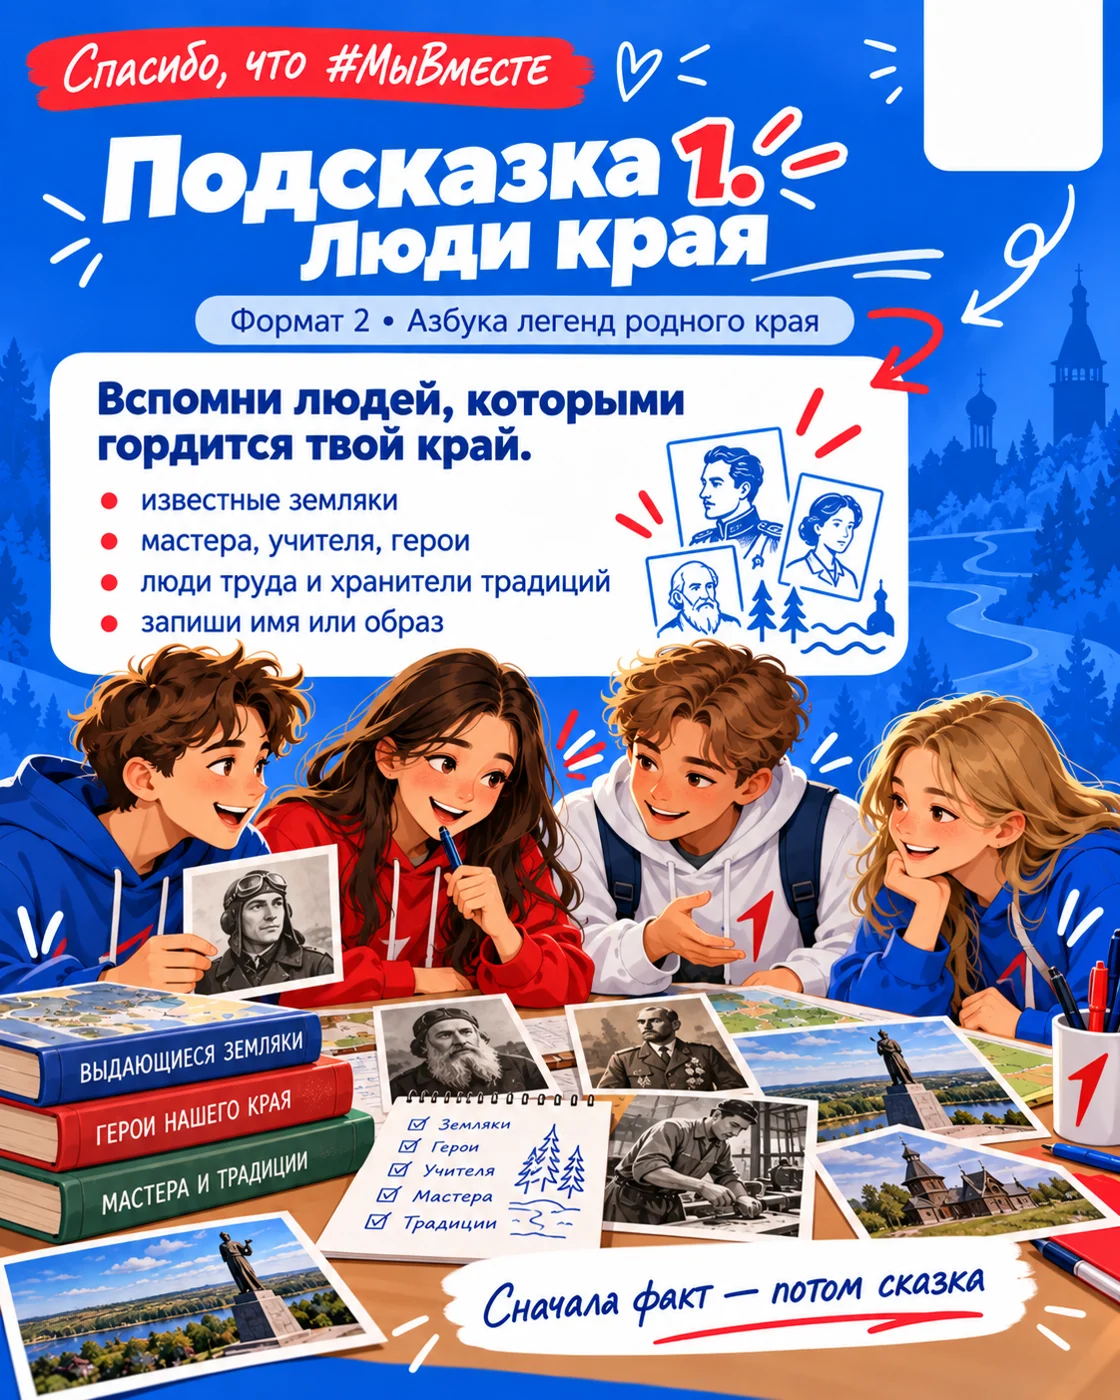 Спасибо, что #МыВместе
Подсказка 1.
Люди края
Формат 2 • Азбука легенд родного края
Вспомни людей, которыми
гордится твой край.
• известные земляки
• мастера, учителя, герои
• люди труда и хранители традиций
• запиши имя или образ
ВЫДАЮЩИЕСЯ ЗЕМЛЯКИ
ГЕРОИ НАШЕГО КРАЯ
МАСТЕРА И ТРАДИЦИИ
Земляки
Герои
Учителя
Мастера
Традиции
Сначала факт — потом сказка